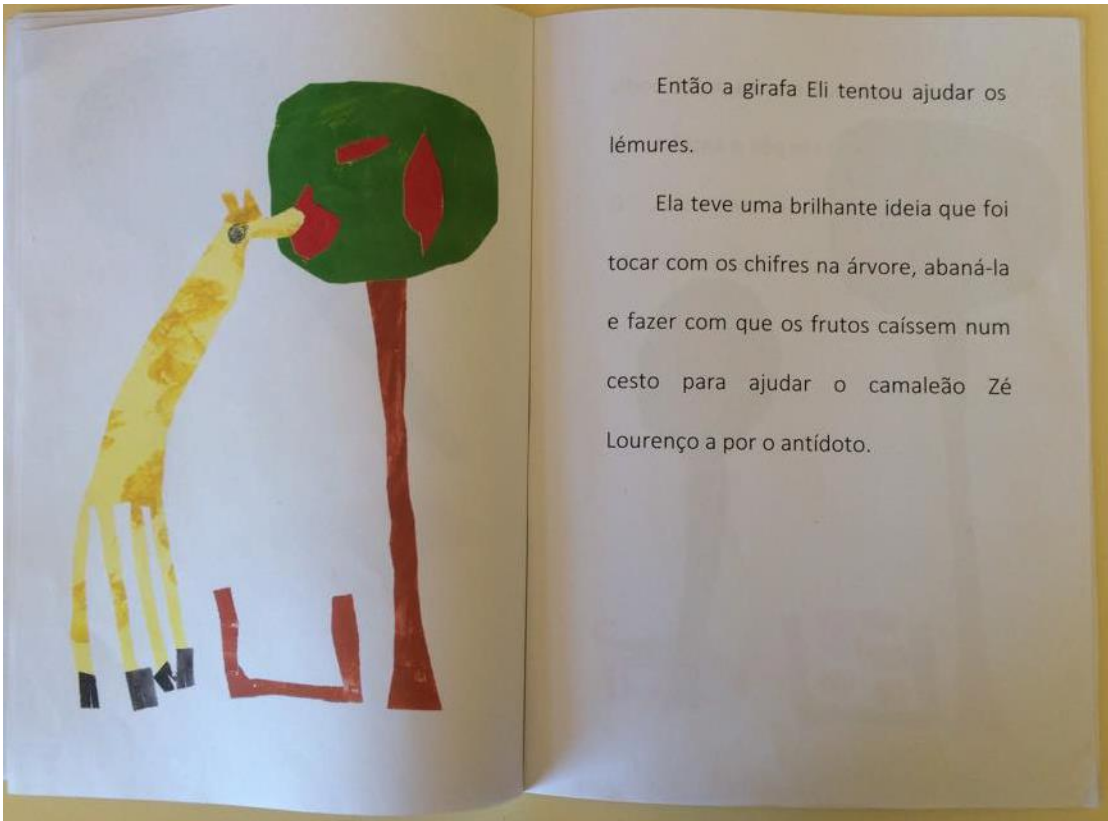 Então a girafa Eli tentou ajudar os
lémures.
Ela teve uma brilhante ideia que foi
tocar com os chifres na árvore, abaná-la
e fazer com que os frutos caíssem num
cesto para ajudar o camaleão Zé
Lourenço a por o antídoto.